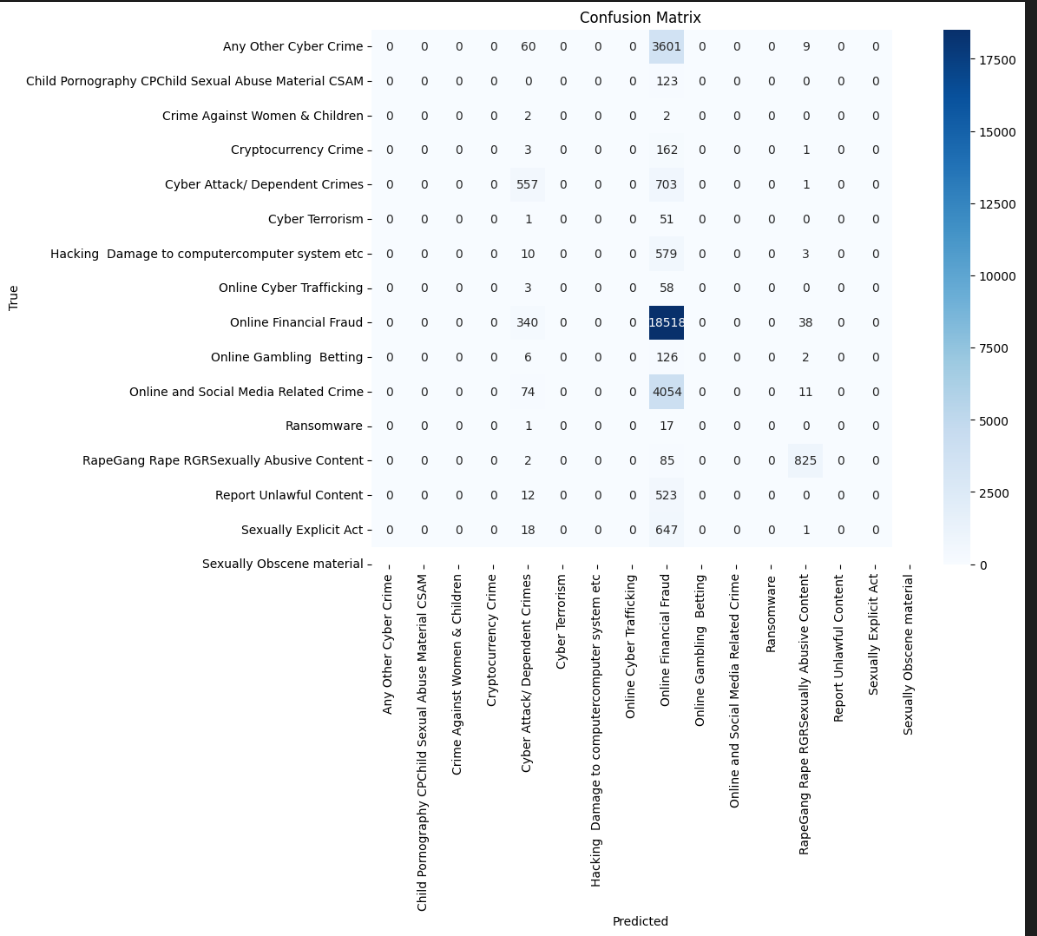 Confusion Matrix
Any Other Cyber Crime 0 0 0 0 60 0 0 0 3601 0 0 0 9 0 0
Child Pornography CPChild Sexual Abuse Material CSAM 0 0 0 0 0 0 0 0 123 0 0 0 0 0 0
Crime Against Women & Children 0 0 0 0 2 0 0 0 2 0 0 0 0 0 0
Cryptocurrency Crime 0 0 0 0 3 0 0 0 162 0 0 0 1 0 0
Cyber Attack/ Dependent Crimes 0 0 0 0 557 0 0 0 703 0 0 0 1 0 0
Cyber Terrorism 0 0 0 0 1 0 0 0 51 0 0 0 0 0 0
Hacking  Damage to computercomputer system etc 0 0 0 0 10 0 0 0 579 0 0 0 3 0 0
Online Cyber Trafficking 0 0 0 0 3 0 0 0 58 0 0 0 0 0 0
Online Financial Fraud 0 0 0 0 340 0 0 0 18518 0 0 0 38 0 0
Online Gambling  Betting 0 0 0 0 6 0 0 0 126 0 0 0 2 0 0
Online and Social Media Related Crime 0 0 0 0 74 0 0 0 4054 0 0 0 11 0 0
Ransomware 0 0 0 0 1 0 0 0 17 0 0 0 0 0 0
RapeGang Rape RGRSexually Abusive Content 0 0 0 0 2 0 0 0 85 0 0 0 825 0 0
Report Unlawful Content 0 0 0 0 12 0 0 0 523 0 0 0 0 0 0
Sexually Explicit Act 0 0 0 0 18 0 0 0 647 0 0 0 1 0 0
Sexually Obscene material
True
Any Other Cyber Crime
Child Pornography CPChild Sexual Abuse Material CSAM
Crime Against Women & Children
Cryptocurrency Crime
Cyber Attack/ Dependent Crimes
Cyber Terrorism
Hacking  Damage to computercomputer system etc
Online Cyber Trafficking
Online Financial Fraud
Online Gambling  Betting
Online and Social Media Related Crime
Ransomware
RapeGang Rape RGRSexually Abusive Content
Report Unlawful Content
Sexually Explicit Act
Sexually Obscene material
Predicted
17500
15000
12500
10000
7500
5000
2500
0